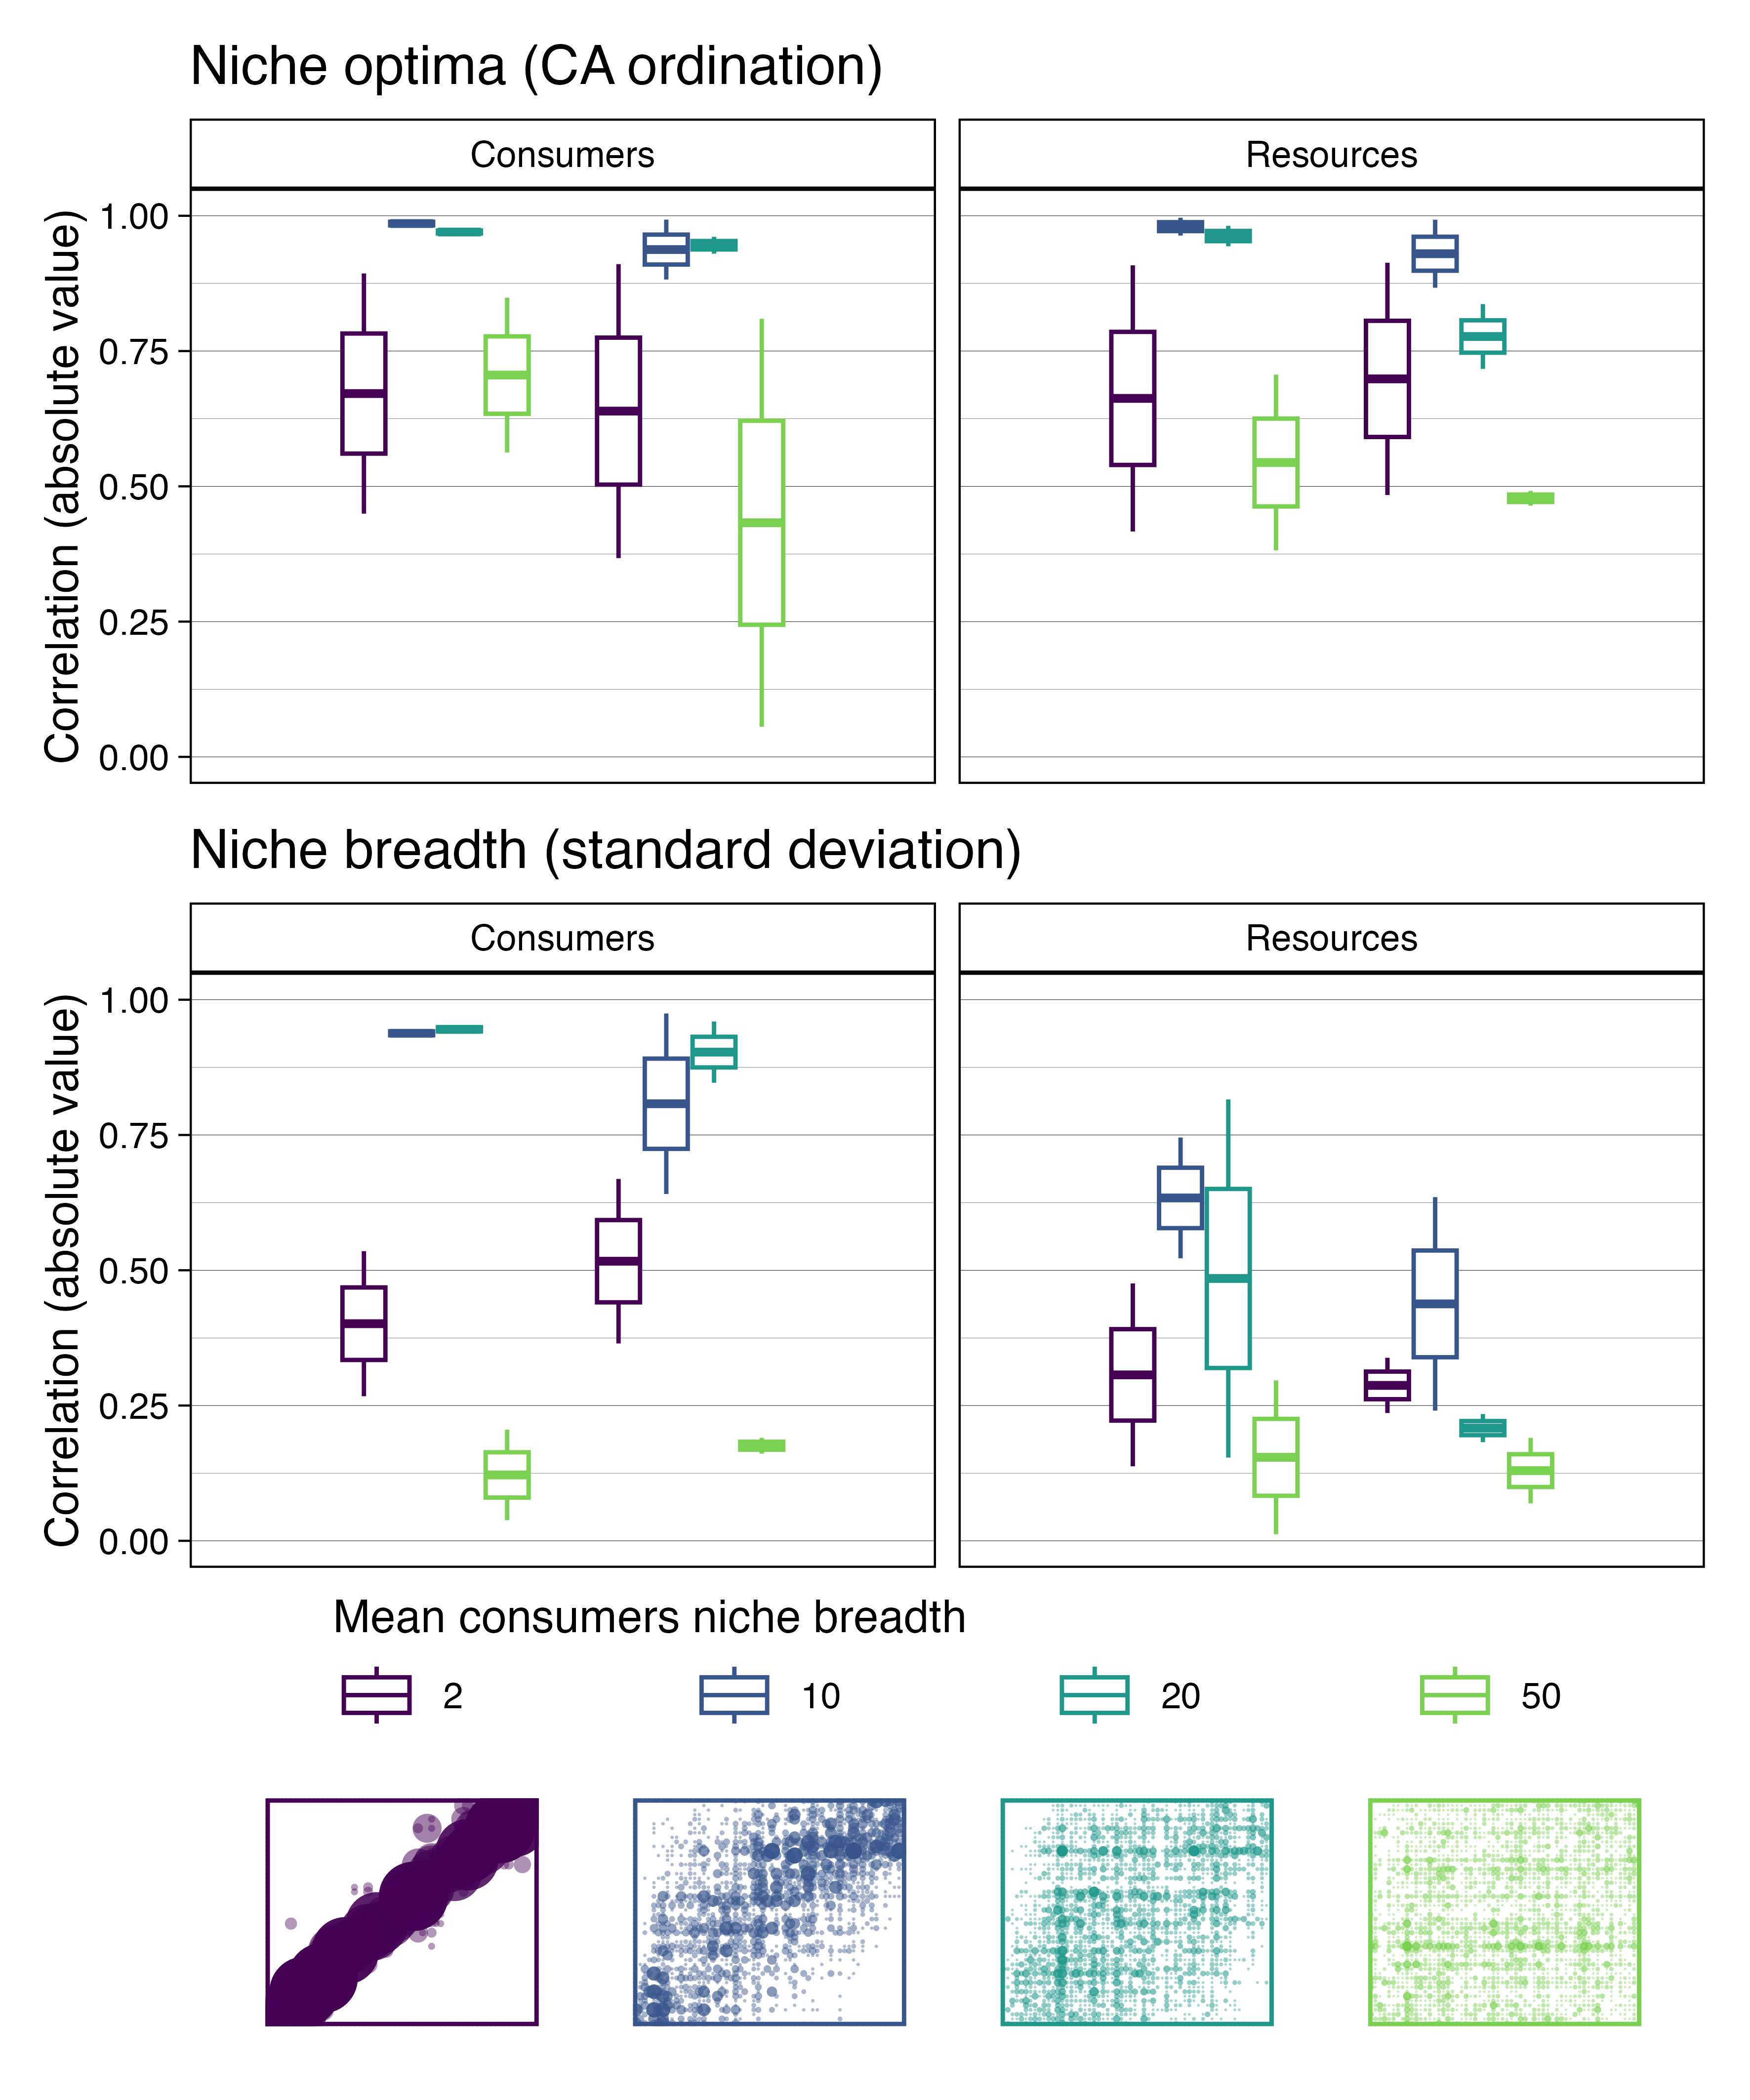 Niche optima (CA ordination)
Consumers
Resources
Correlation (absolute value)
1.00
0.75
0.50
0.25
0.00
Niche breadth (standard deviation)
Consumers
Resources
Correlation (absolute value)
1.00
0.75
0.50
0.25
0.00
Mean consumers niche breadth
2
10
20
50